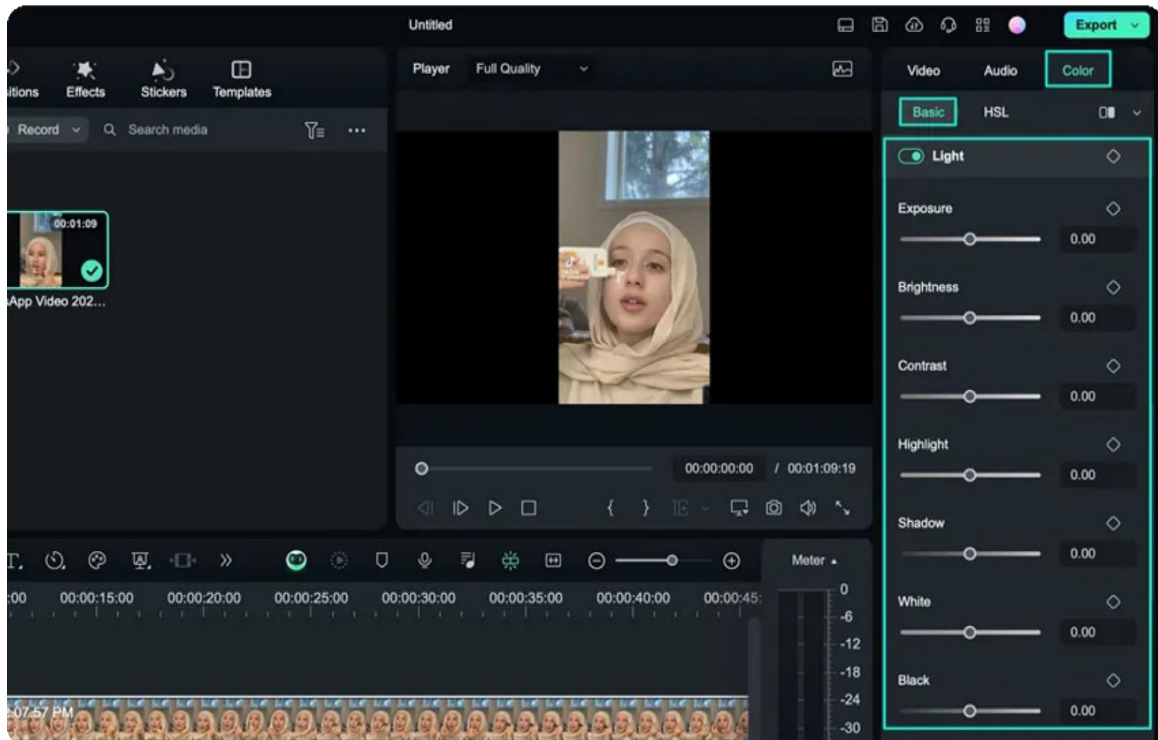 Untitled
Export
itions
Effects
Stickers
Templates
Record
Search media
00:01:09
sApp Video 202...
Player
Full Quality
00:00:00:00 / 00:01:09:19
Video
Audio
Color
Basic
HSL
Light
Exposure
0.00
Brightness
0.00
Contrast
0.00
Highlight
0.00
Shadow
0.00
White
0.00
Black
0.00
:00 00:00:15:00 00:00:20:00 00:00:25:00 00:00:30:00 00:00:35:00 00:00:40:00 00:00:45:
2:07.57 PM
Meter
0
-6
-12
-18
-24
-30